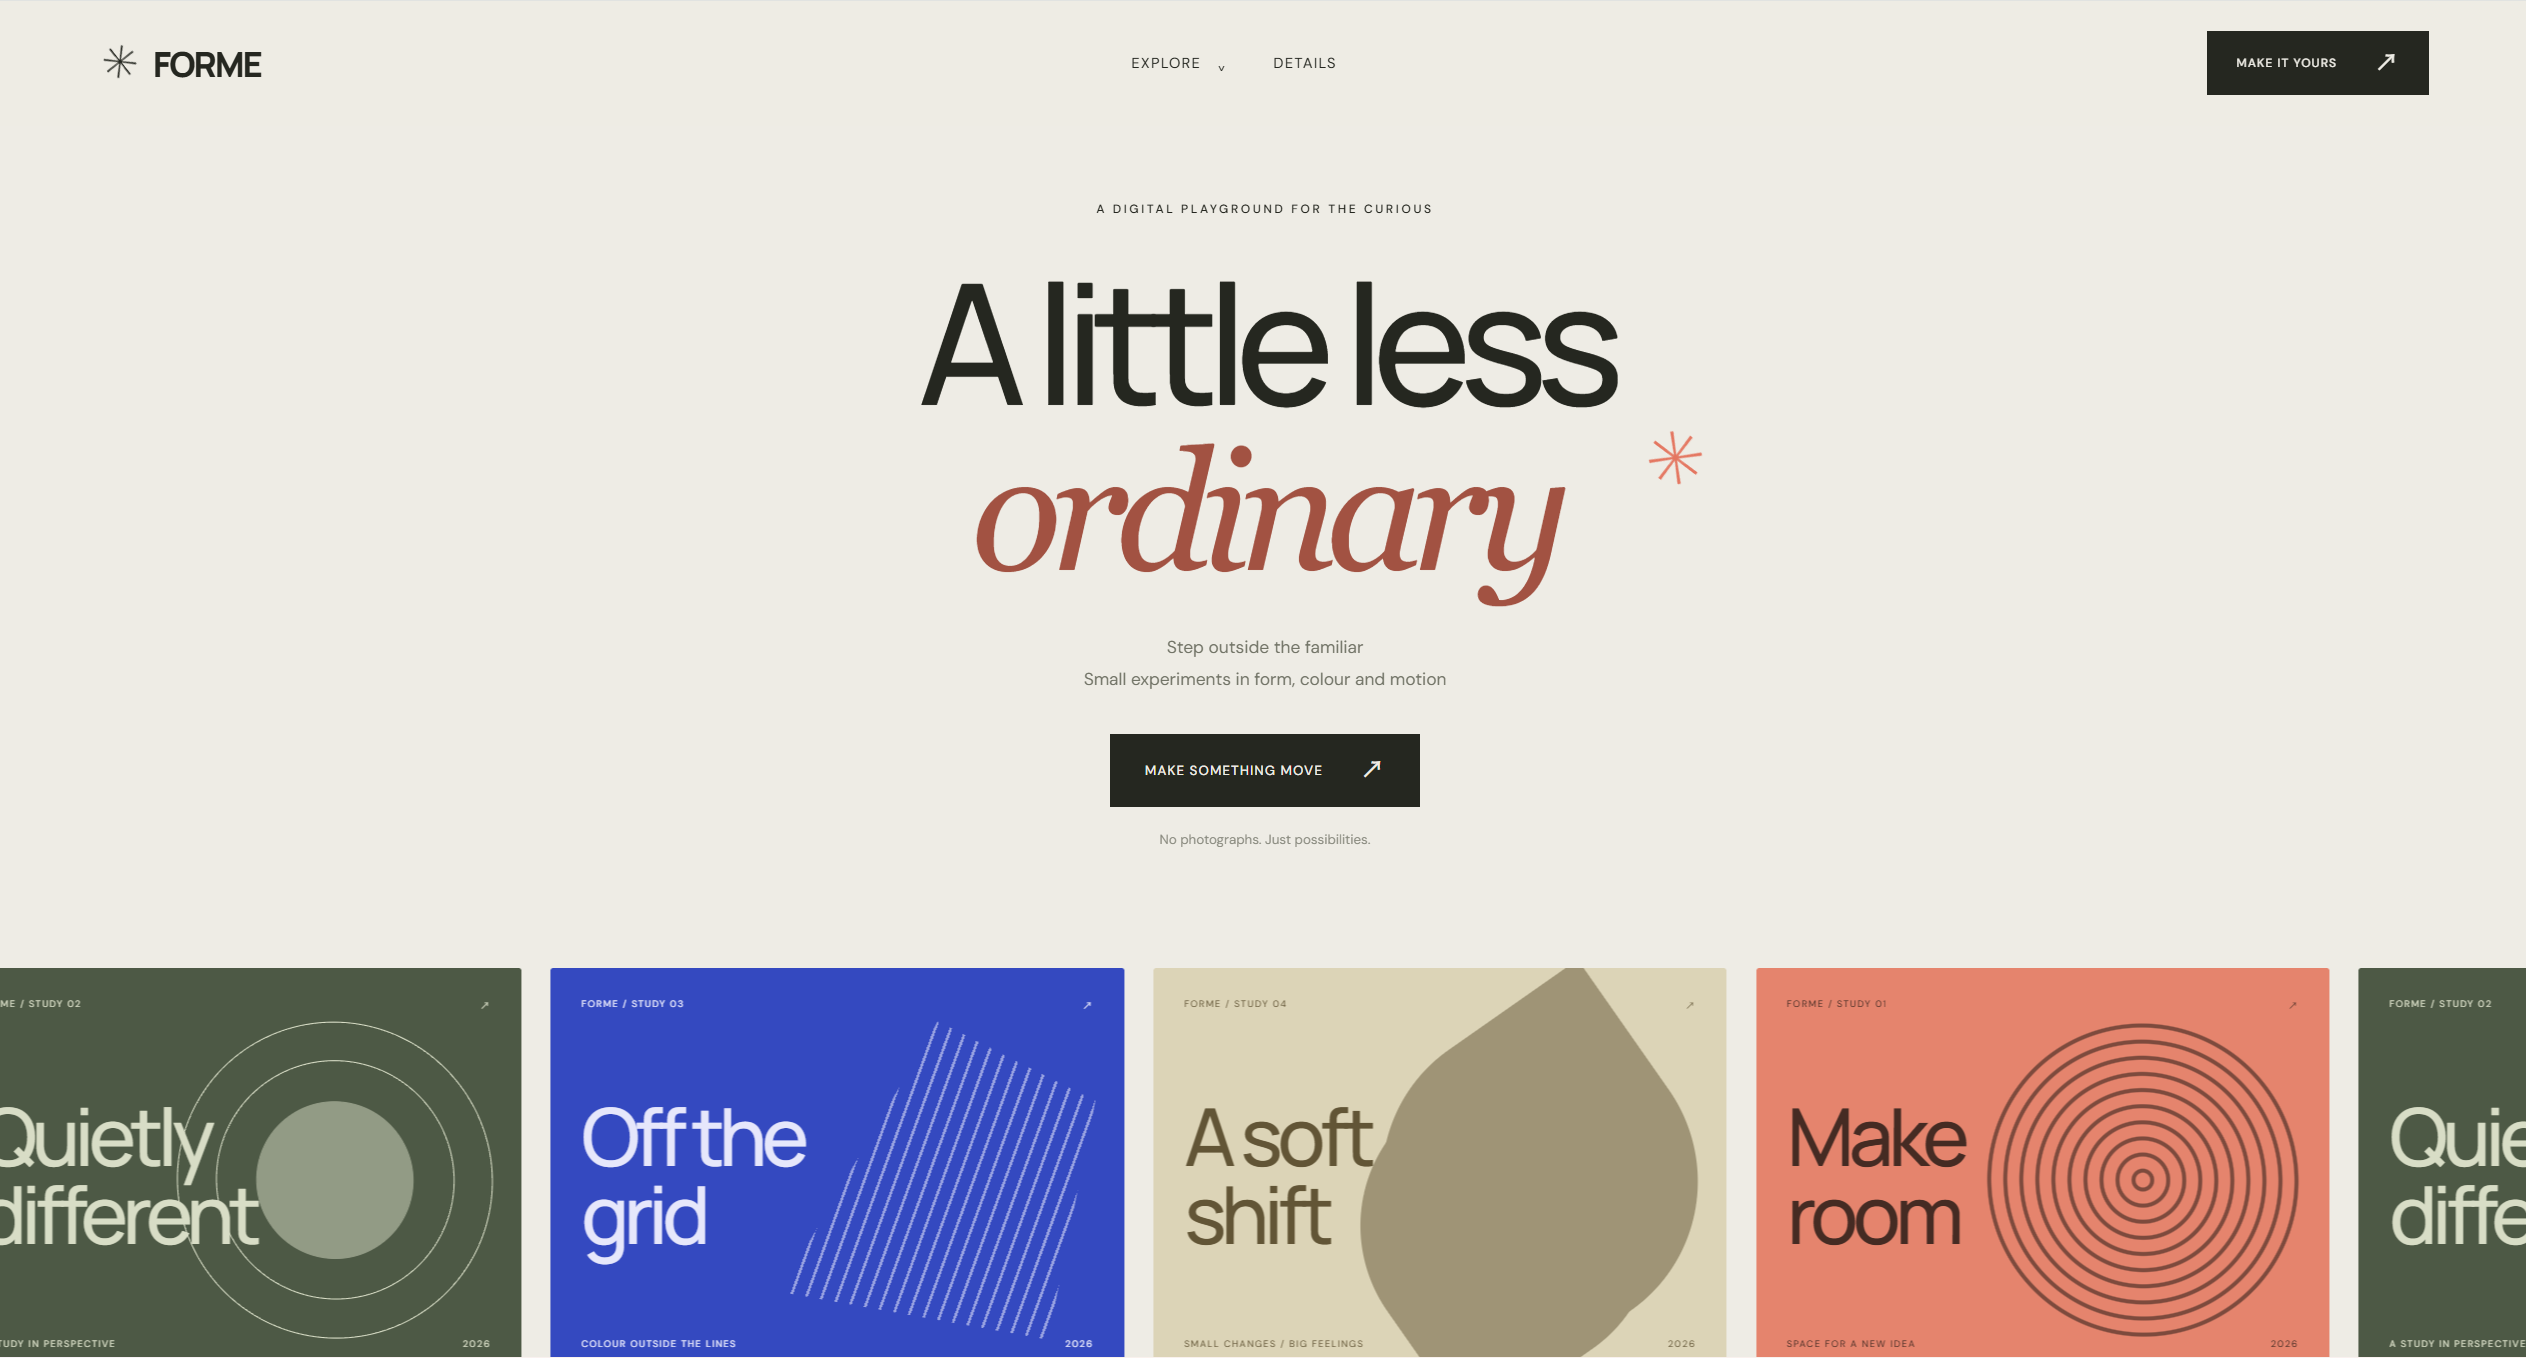 FORME
EXPLORE v DETAILS
MAKE IT YOURS ↗
A DIGITAL PLAYGROUND FOR THE CURIOUS
A little less
ordinary
Step outside the familiar
Small experiments in form, colour and motion
MAKE SOMETHING MOVE ↗
No photographs. Just possibilities.
ME / STUDY 02 ↗
Quietly
different
TUDY IN PERSPECTIVE 2026
FORME / STUDY 03 ↗
Off the
grid
COLOUR OUTSIDE THE LINES 2026
FORME / STUDY 04 ↗
A soft
shift
SMALL CHANGES / BIG FEELINGS 2026
FORME / STUDY 01 ↗
Make
room
SPACE FOR A NEW IDEA 2026
FORME / STUDY 02
Quie
diffe
A STUDY IN PERSPECTIVE